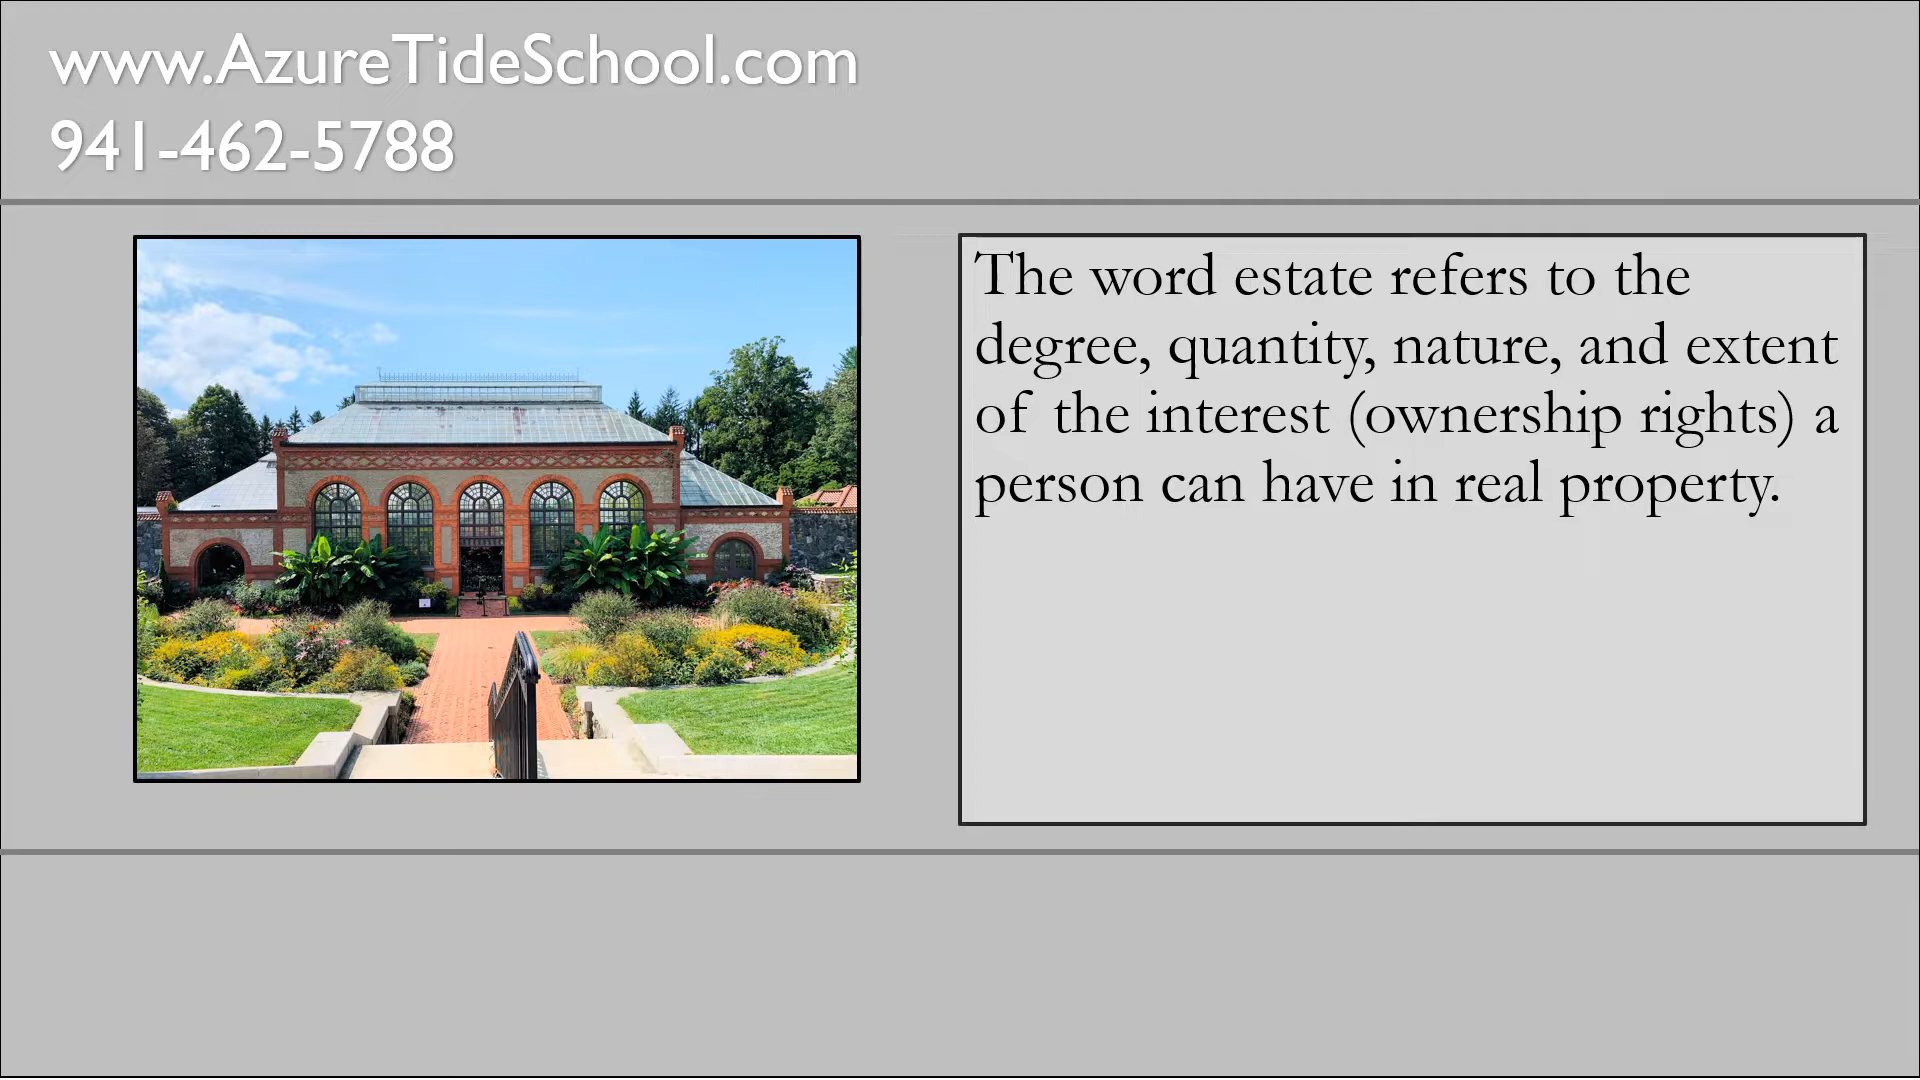 www.AzureTideSchool.com
941-462-5788
The word estate refers to the
degree, quantity, nature, and extent
of the interest (ownership rights) a
person can have in real property.